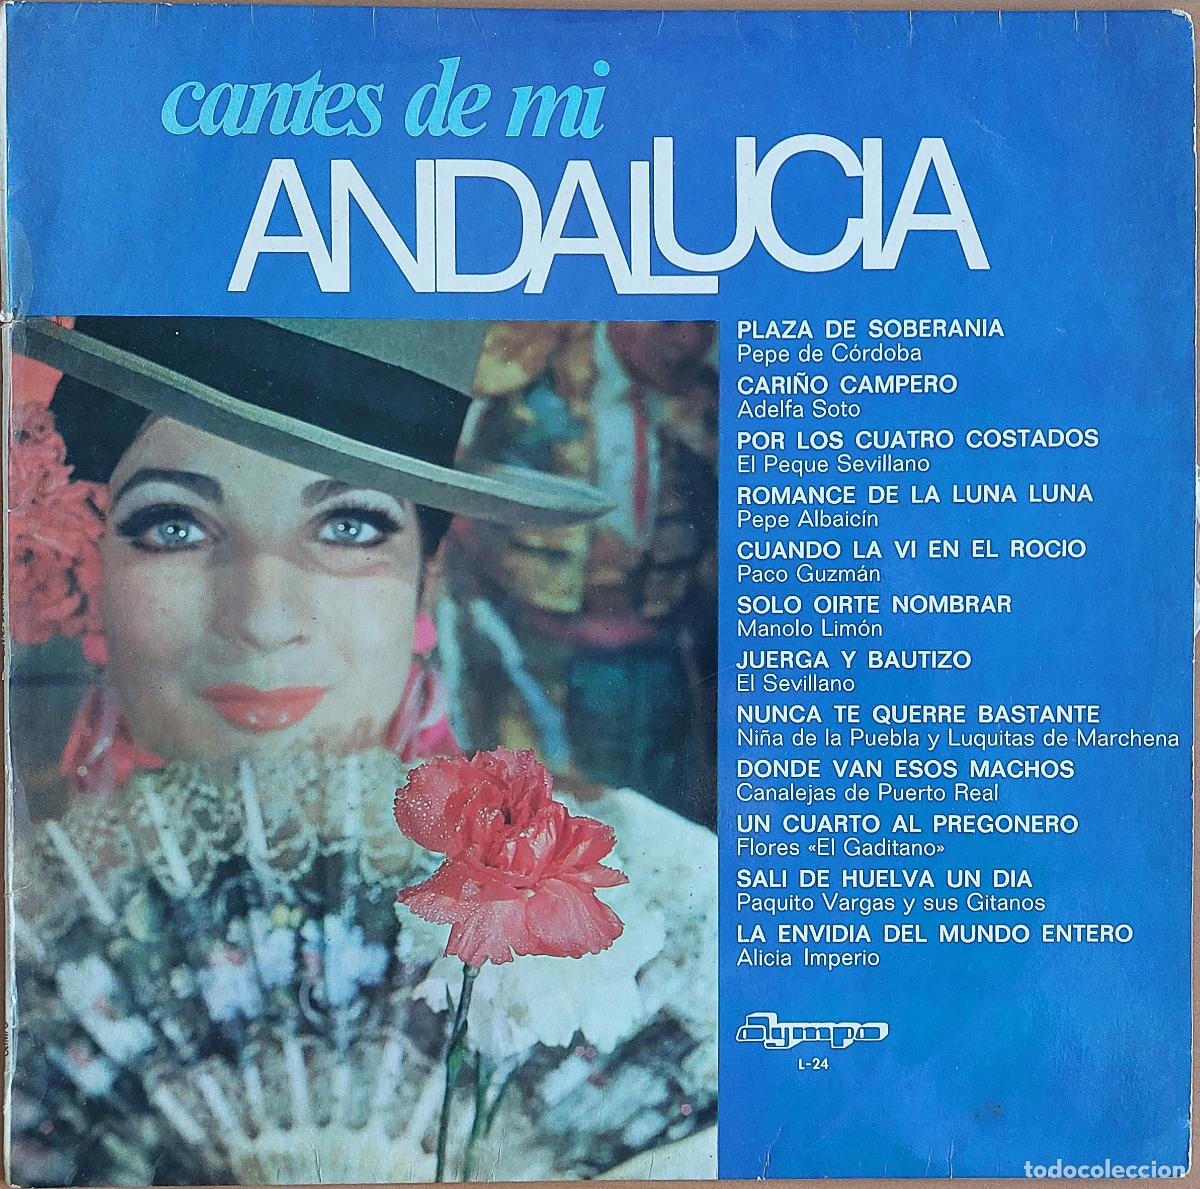 cantes de mi
ANDALUCIA
PLAZA DE SOBERANIA
Pepe de Córdoba
CARIÑO CAMPERO
Adelfa Soto
POR LOS CUATRO COSTADOS
El Peque Sevillano
ROMANCE DE LA LUNA LUNA
Pepe Albaicín
CUANDO LA VI EN EL ROCIO
Paco Guzmán
SOLO OIRTE NOMBRAR
Manolo Limón
JUERGA Y BAUTIZO
El Sevillano
NUNCA TE QUERRE BASTANTE
Niña de la Puebla y Luquitas de Marchena
DONDE VAN ESOS MACHOS
Canalejas de Puerto Real
UN CUARTO AL PREGONERO
Flores «El Gaditano»
SALI DE HUELVA UN DIA
Paquito Vargas y sus Gitanos
LA ENVIDIA DEL MUNDO ENTERO
Alicia Imperio
Olympo
L-24
todocoleccion